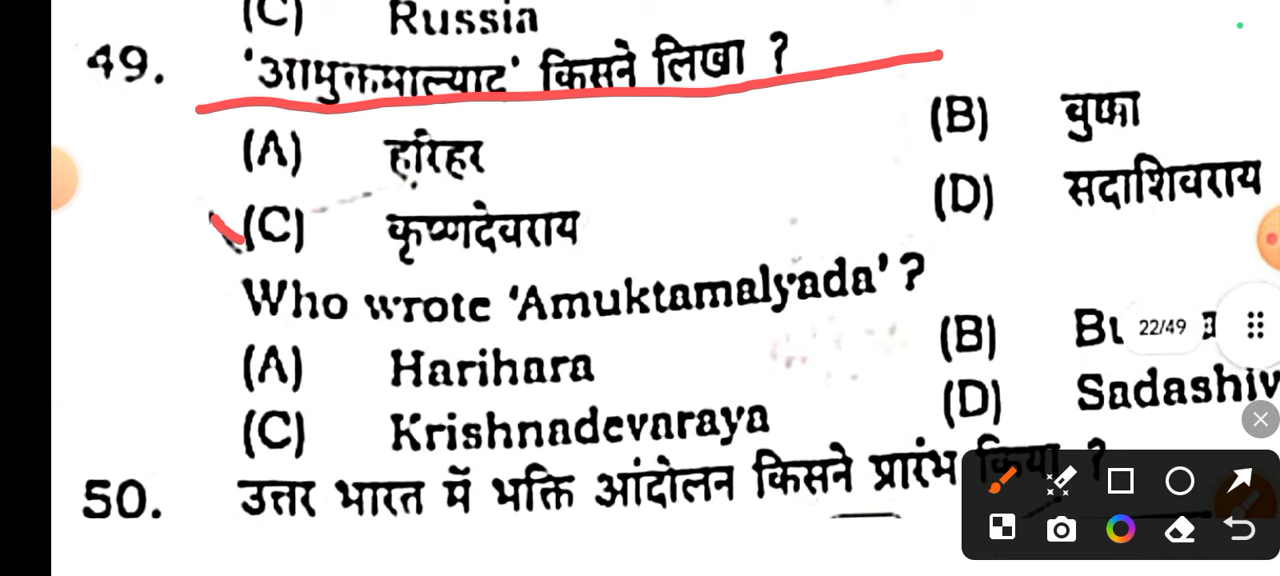 (C) Russia
49. 'आमुक्तमाल्याद' किसने लिखा ?
(A) हरिहर (B) बुक्का
(C) कृष्णदेवराय (D) सदाशिवराय
Who wrote 'Amuktamalyada' ?
(A) Harihara (B)
(C) Krishnadevaraya (D) Sadashiv
50. उत्तर भारत में भक्ति आंदोलन किसने प्रारंभ किया ?
22/49